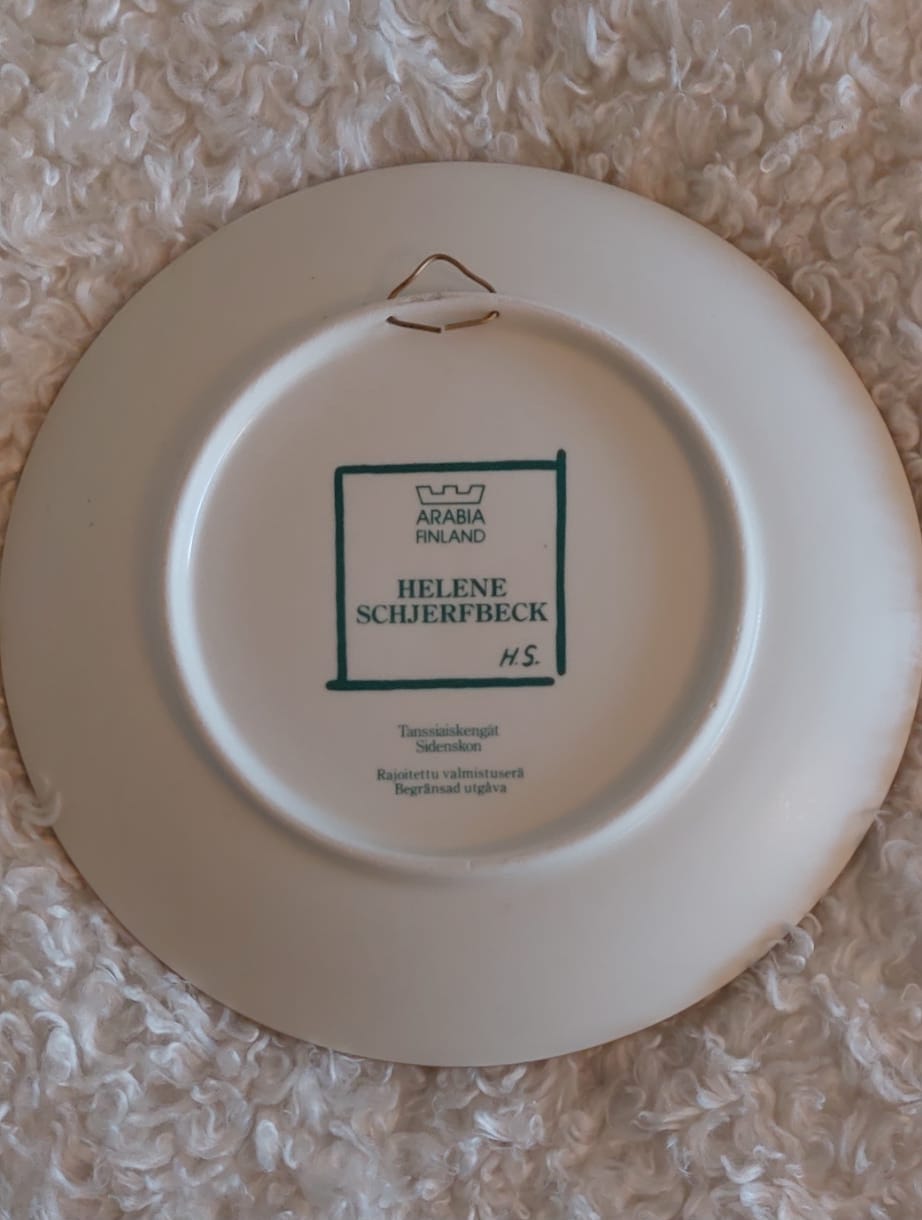 ARABIA
FINLAND
HELENE
SCHJERFBECK
H.S.
Tanssiaiskengät
Sidenskon
Rajoitettu valmistuserä
Begränsad utgåva